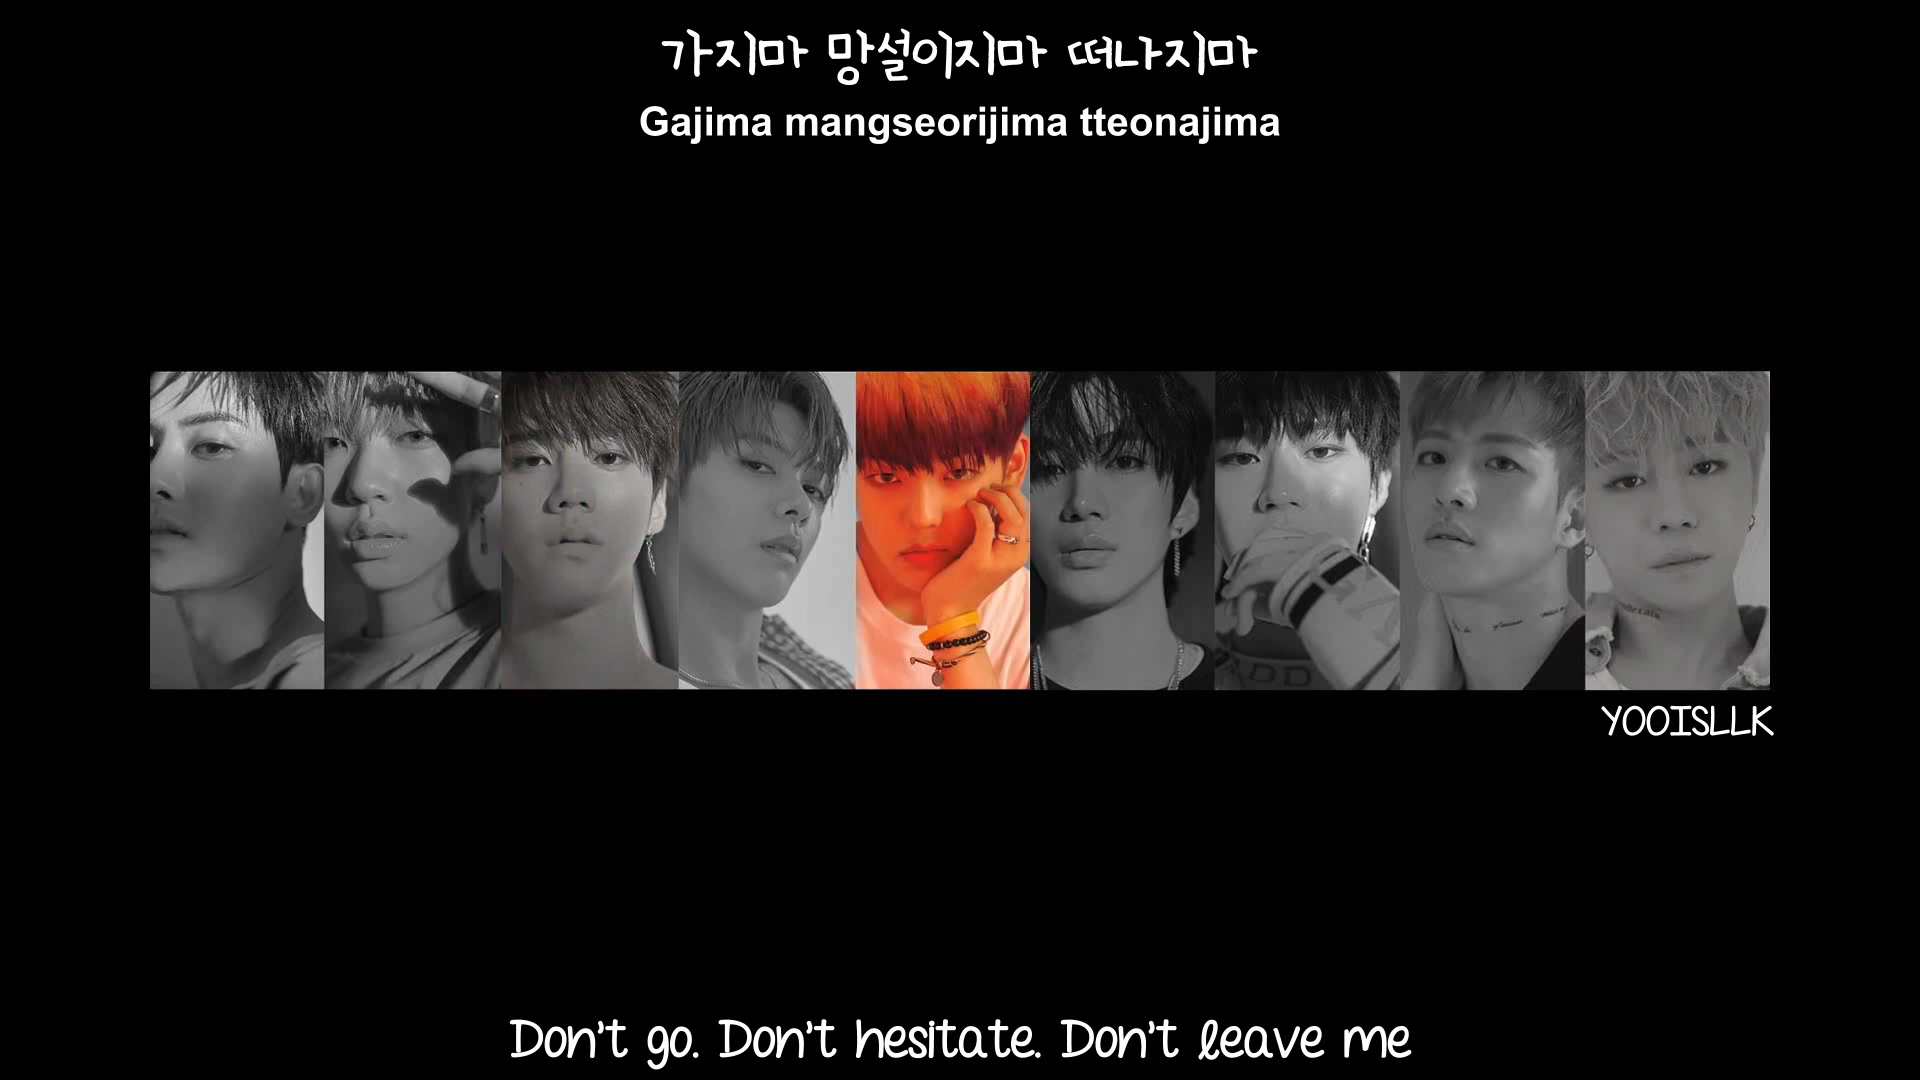 가지마 망설이지마 떠나지마
Gajima mangseorijima tteonajima
YOOISLLK
Don't go. Don't hesitate. Don't leave me